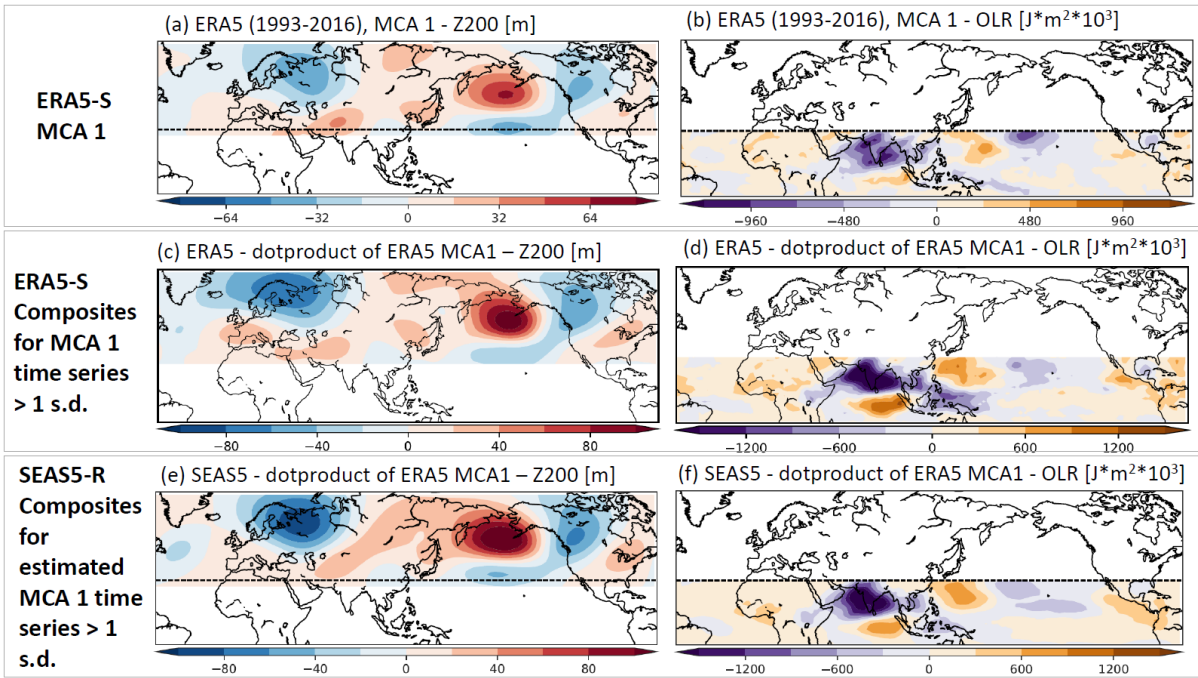 (a) ERA5 (1993-2016), MCA 1 - Z200 [m]
(b) ERA5 (1993-2016), MCA 1 - OLR [J*m²*10³]
ERA5-S
MCA 1
−64 −32 0 32 64
−960 −480 0 480 960
(c) ERA5 - dotproduct of ERA5 MCA1 – Z200 [m]
(d) ERA5 - dotproduct of ERA5 MCA1 - OLR [J*m²*10³]
ERA5-S
Composites
for MCA 1
time series
> 1 s.d.
−80 −40 0 40 80
−1200 −600 0 600 1200
SEAS5-R
Composites
for
estimated
MCA 1 time
series > 1
s.d.
(e) SEAS5 - dotproduct of ERA5 MCA1 – Z200 [m]
(f) SEAS5 - dotproduct of ERA5 MCA1 - OLR [J*m²*10³]
−80 −40 0 40 80
−1200 −600 0 600 1200